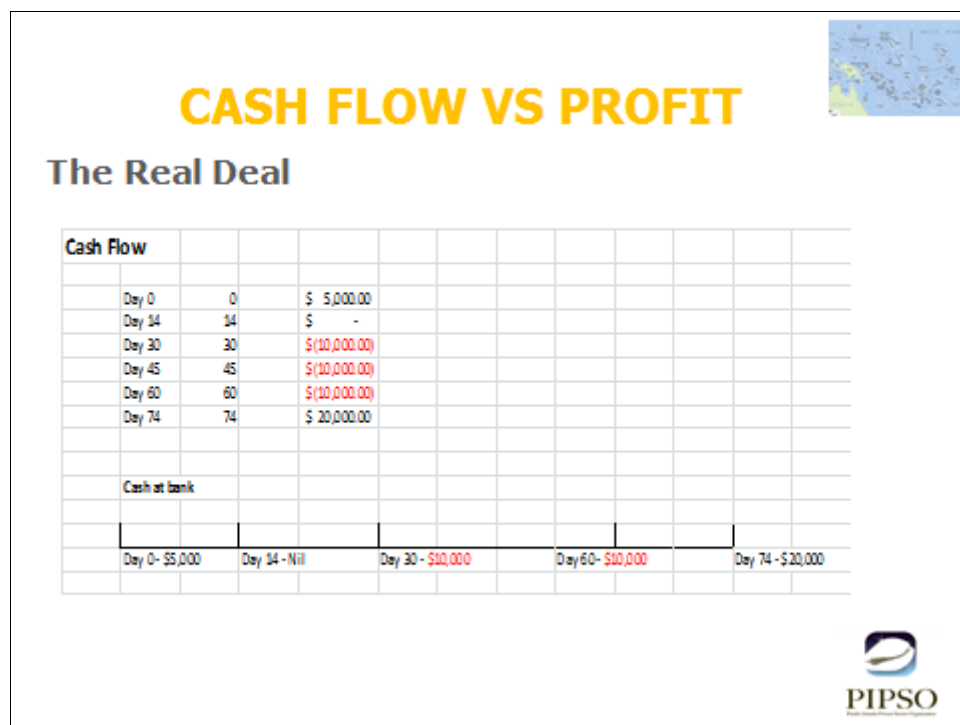 CASH FLOW VS PROFIT
The Real Deal
Cash Flow
Day 0 0 $ 5,000.00
Day 14 14 $ -
Day 30 30 $(10,000.00)
Day 45 45 $(10,000.00)
Day 60 60 $(10,000.00)
Day 74 74 $ 20,000.00
Cash at bank
Day 0- $5,000 Day 14 - Nil Day 30 - $10,000 Day 60- $10,000 Day 74 - $20,000
PIPSO